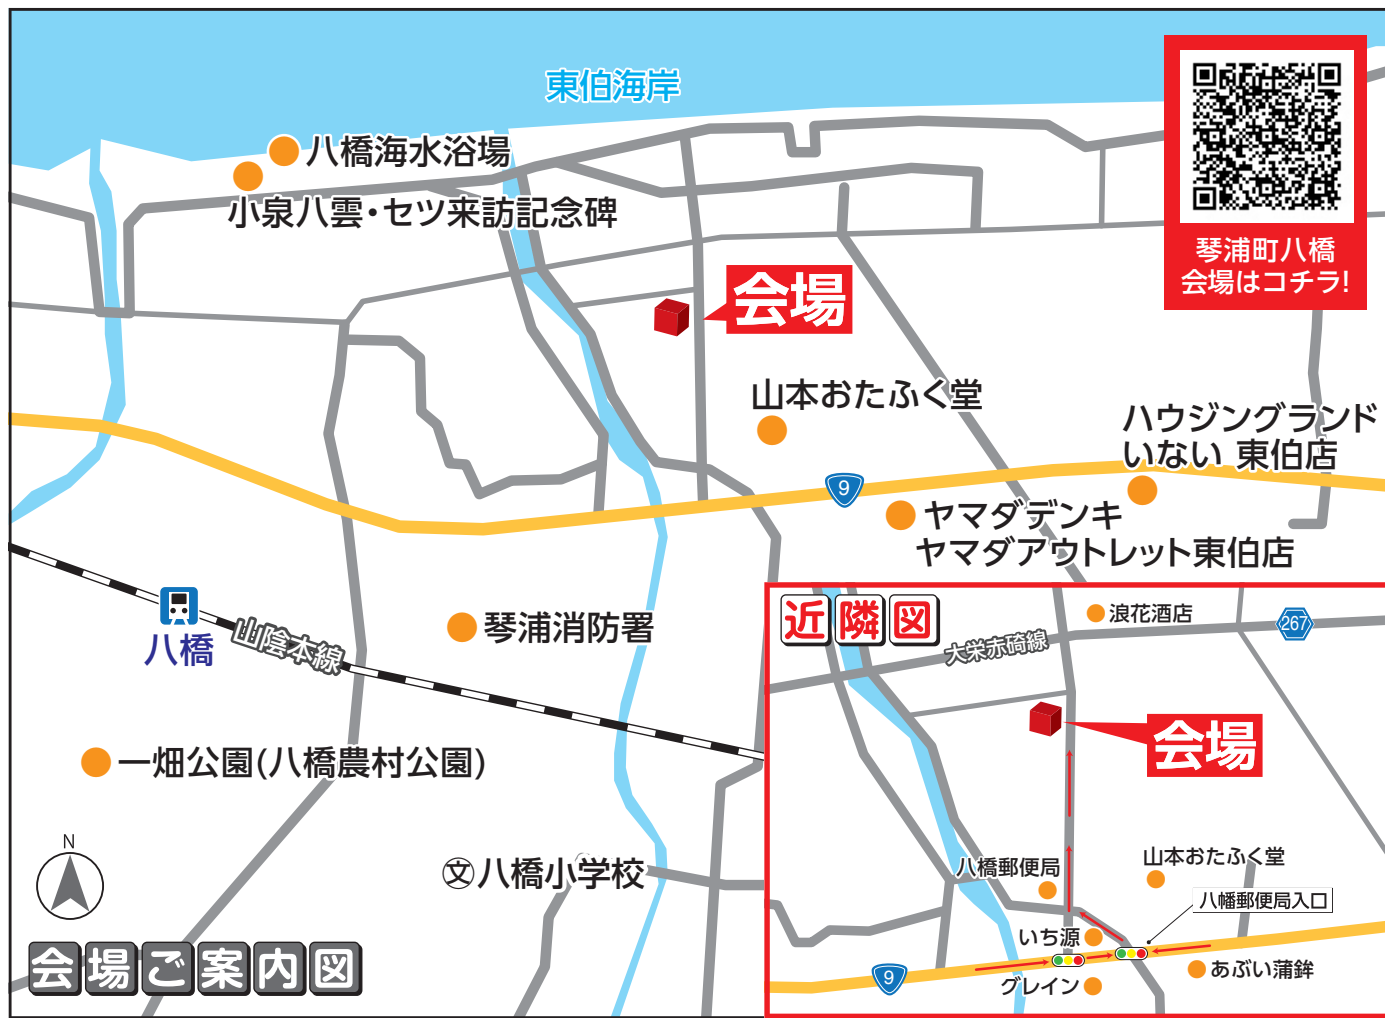 東伯海岸
八橋海水浴場
小泉八雲・セツ来訪記念碑
琴浦町八橋
会場はコチラ!
会場
山本おたふく堂
ハウジングランド
いない 東伯店
9
ヤマダデンキ
ヤマダアウトレット東伯店
八橋
山陰本線
琴浦消防署
一畑公園(八橋農村公園)
N
文八橋小学校
会場ご案内図
近隣図
浪花酒店
267
大栄赤碕線
会場
八橋郵便局
山本おたふく堂
八幡郵便局入口
いち源
あぶい蒲鉾
9
グレイン